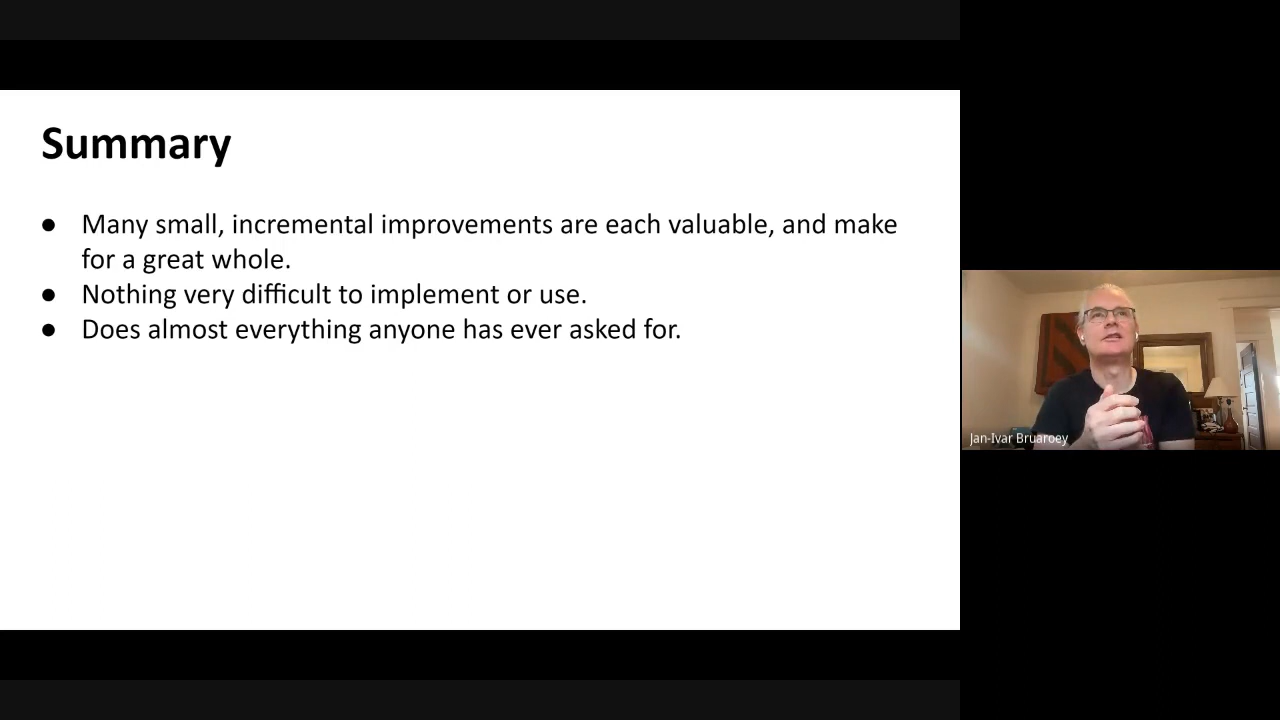 Summary
● Many small, incremental improvements are each valuable, and make
for a great whole.
● Nothing very difficult to implement or use.
● Does almost everything anyone has ever asked for.
Jan-Ivar Bruaroey